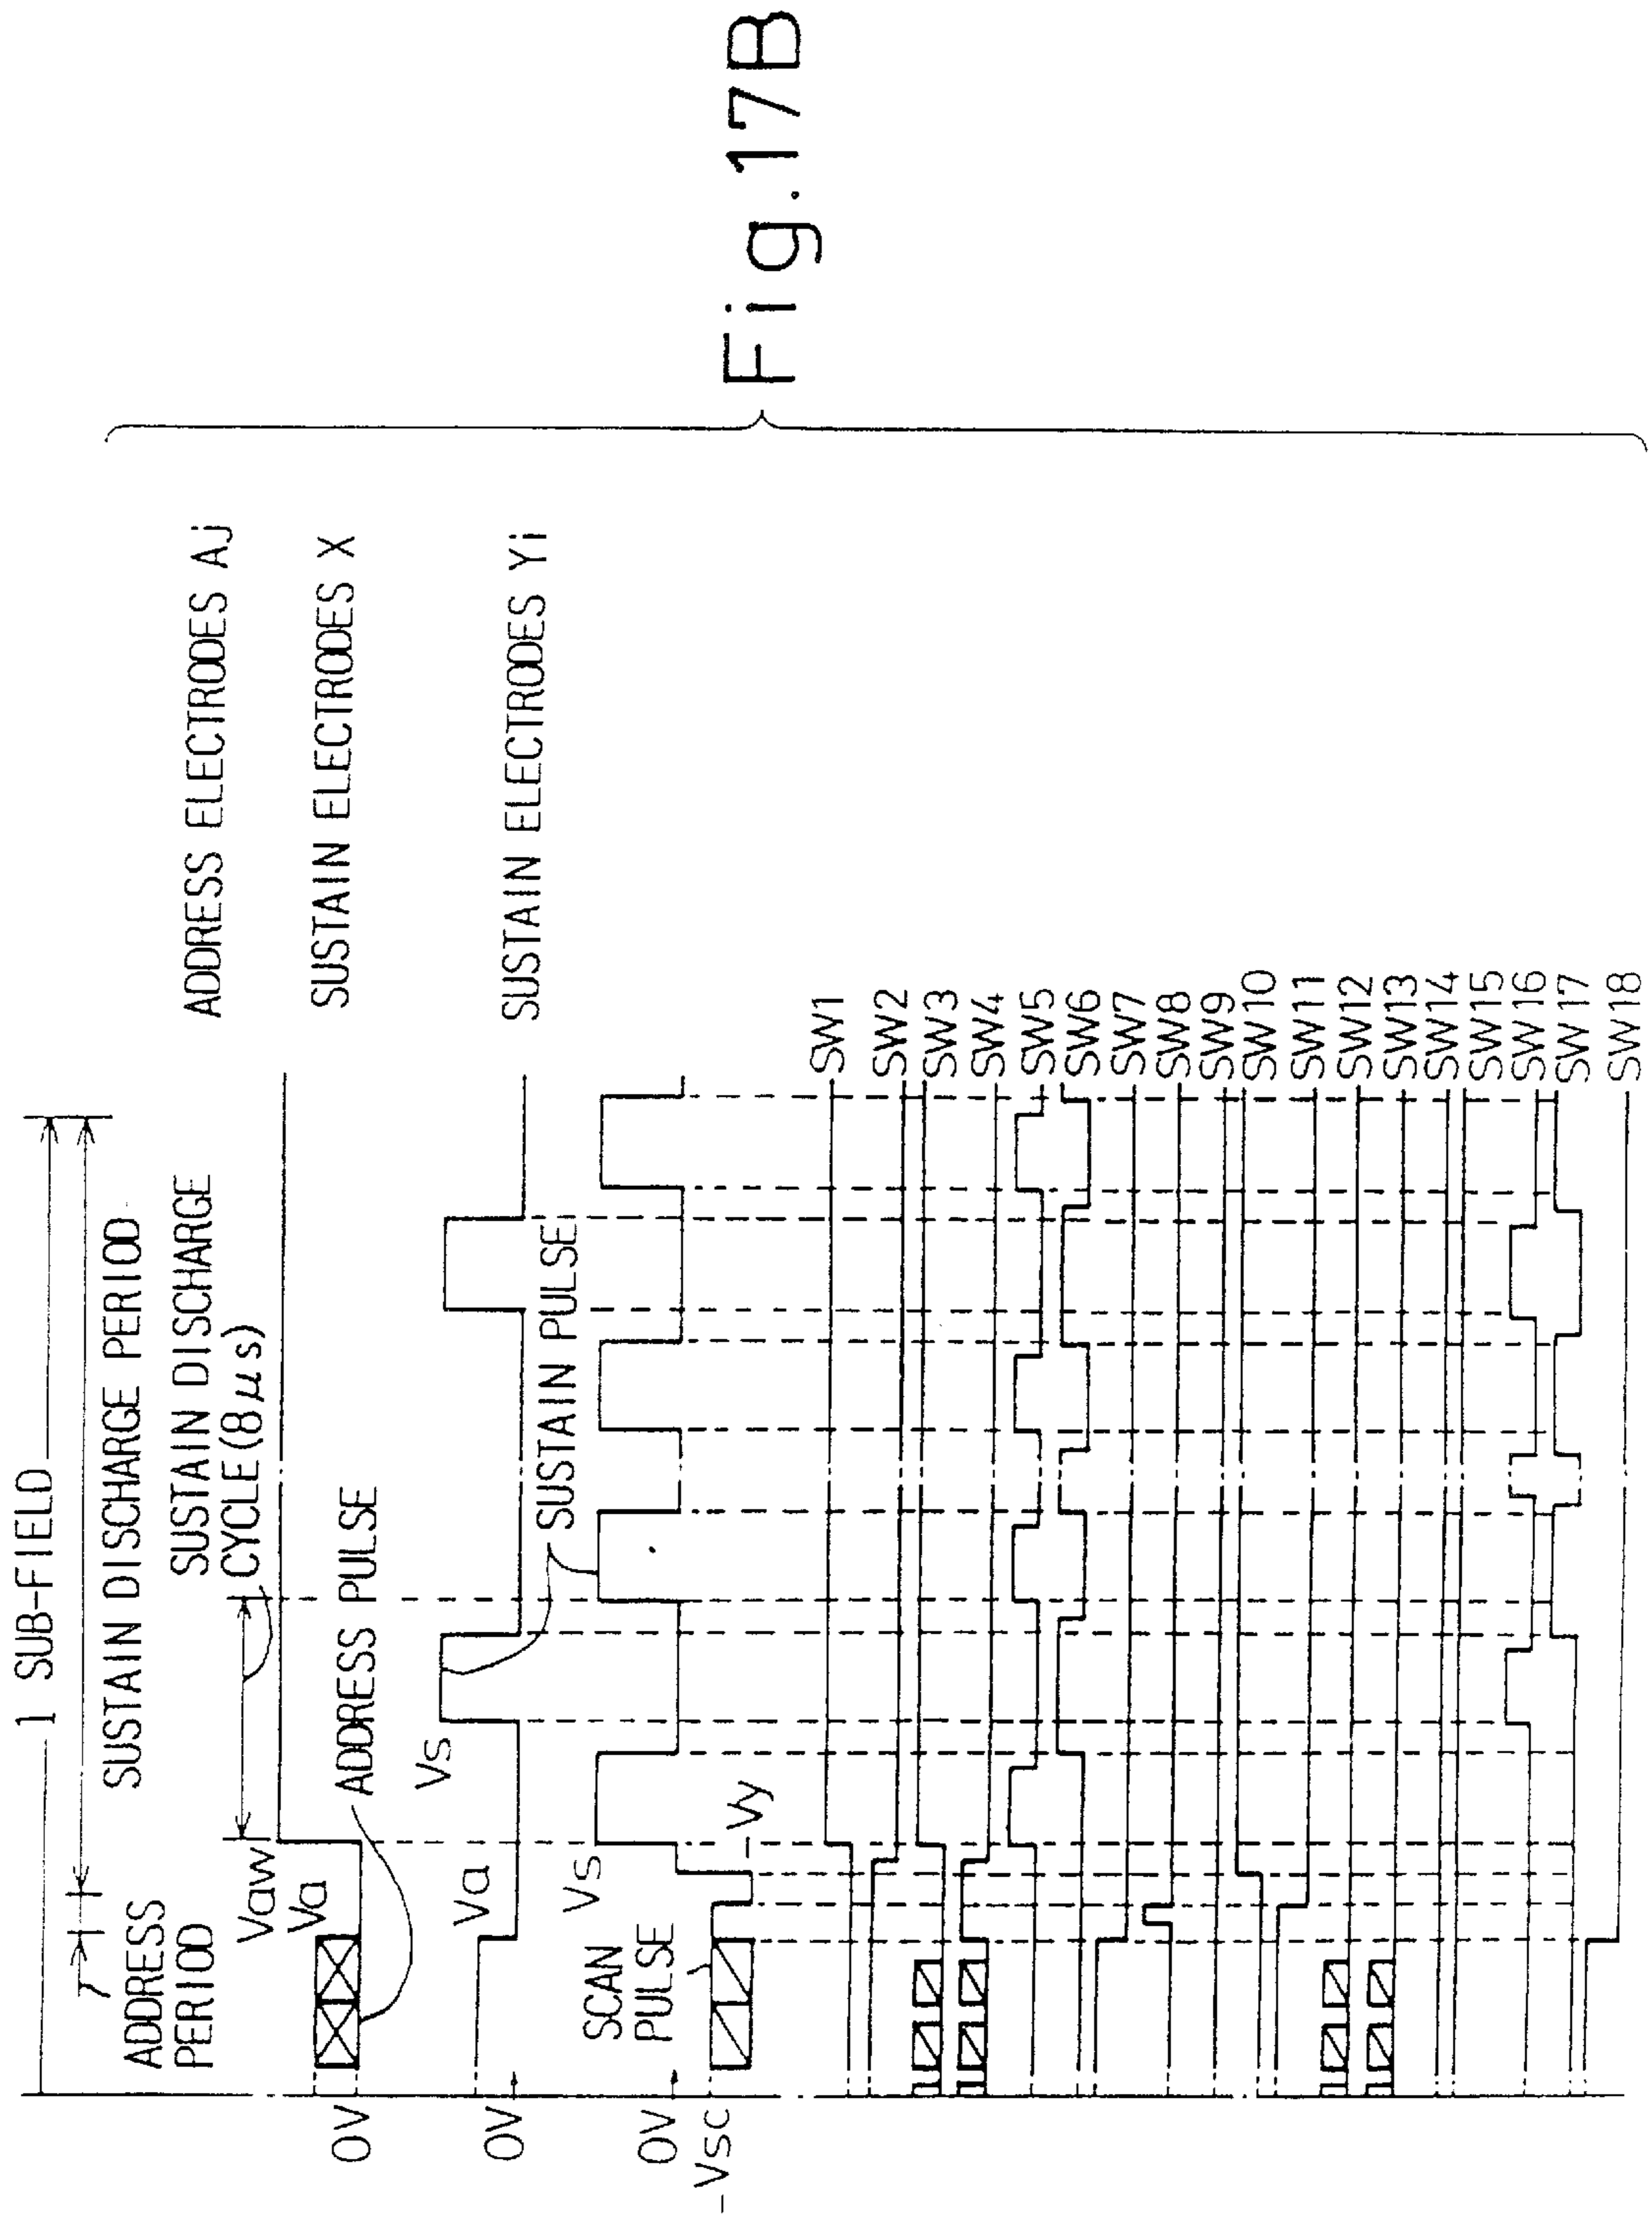 1 SUB-FIELD
ADDRESS
PERIOD
SUSTAIN DISCHARGE PERIOD
SUSTAIN DISCHARGE
CYCLE (8μs)
Vaw
Va
0V
ADDRESS PULSE
ADDRESS ELECTRODES Aj
SUSTAIN ELECTRODES X
Va
Vs
0V
SUSTAIN PULSE
SUSTAIN ELECTRODES Yi
Vs
0V
-Vsc
SCAN
PULSE
-Vy
SW1
SW2
SW3
SW4
SW5
SW6
SW7
SW8
SW9
SW10
SW11
SW12
SW13
SW14
SW15
SW16
SW17
SW18
Fig.17B